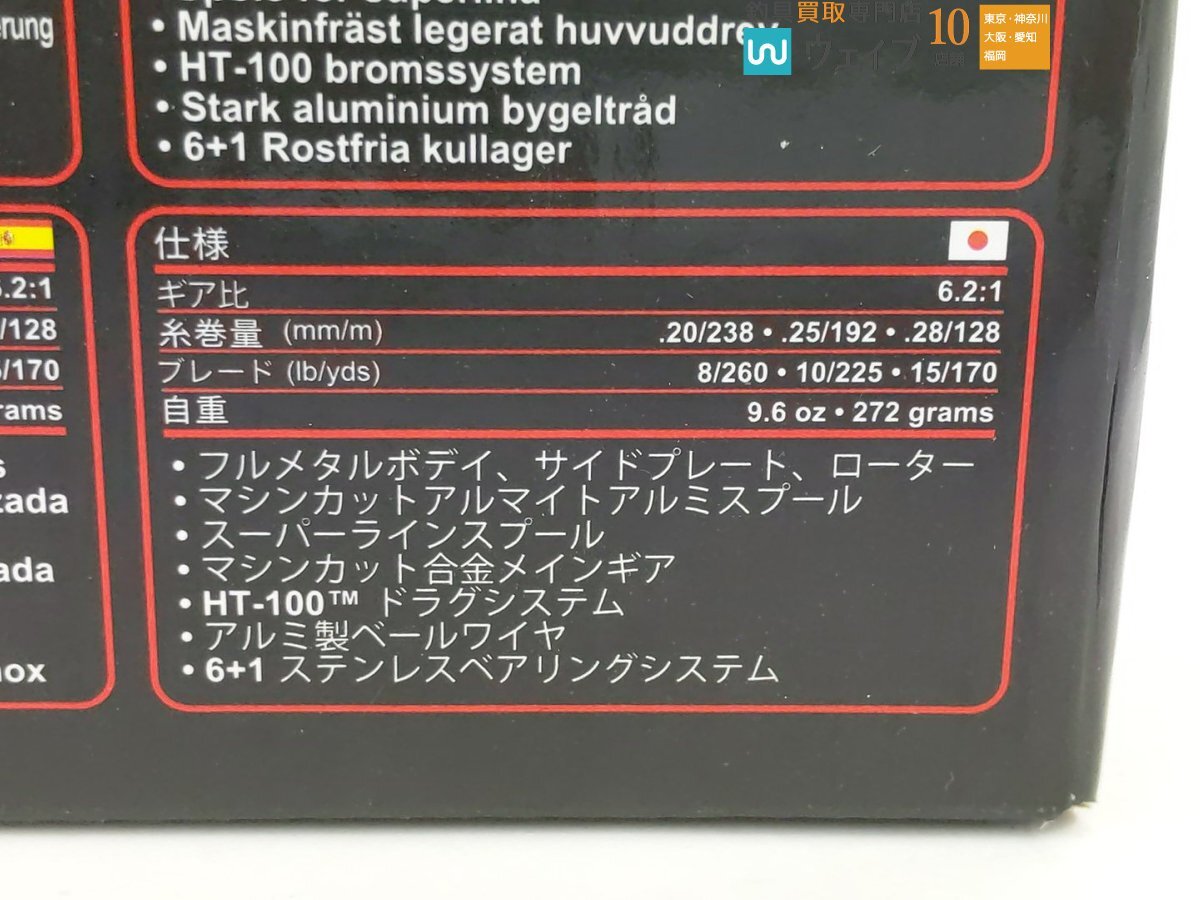 釣具買取専門店
ウェイブ
10
店舗
東京・神奈川
大阪・愛知
福岡
erung
• Maskinfräst legerat huvvuddrev
• HT-100 bromssystem
• Stark aluminium bygeltråd
• 6+1 Rostfria kullager
6.2:1
/128
/170
rams
s
zada
ada
nox
仕様
ギア比 6.2:1
糸巻量 (mm/m) .20/238 • .25/192 • .28/128
ブレード (lb/yds) 8/260 • 10/225 • 15/170
自重 9.6 oz • 272 grams
• フルメタルボデイ、サイドプレート、ローター
• マシンカットアルマイトアルミスプール
• スーパーラインスプール
• マシンカット合金メインギア
• HT-100™ ドラグシステム
• アルミ製ベールワイヤ
• 6+1 ステンレスベアリングシステム